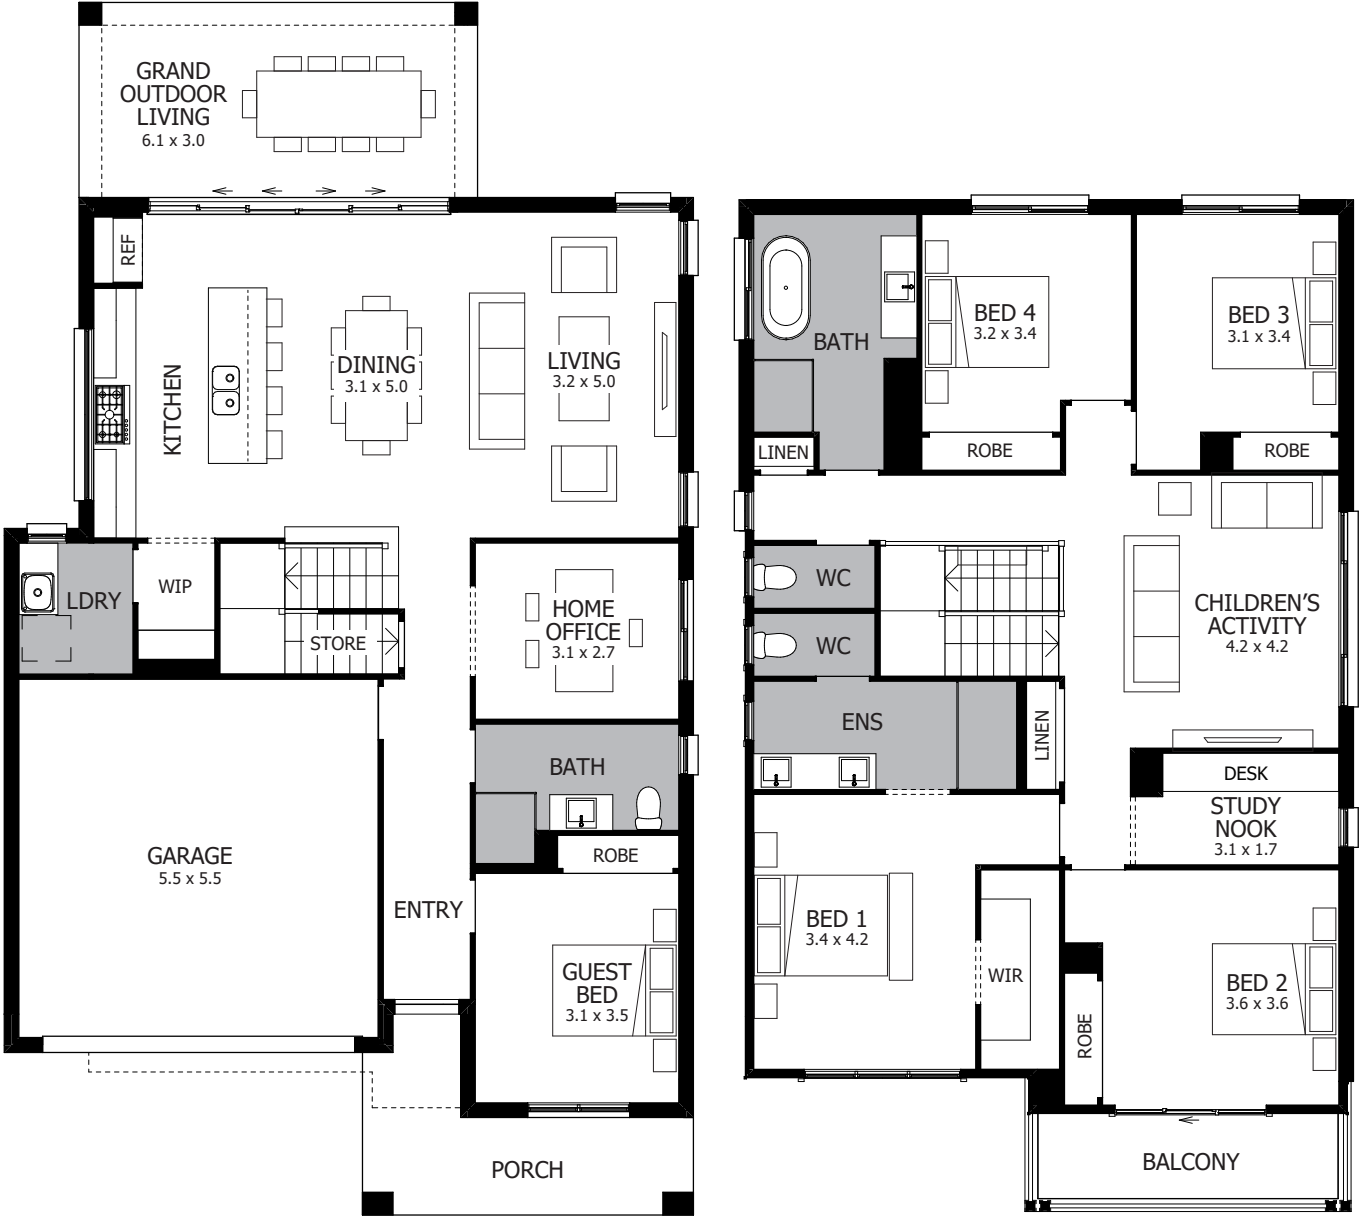 GRAND
OUTDOOR
LIVING
6.1 x 3.0
REF
KITCHEN
DINING
3.1 x 5.0
LIVING
3.2 x 5.0
LDRY
WIP
STORE
HOME
OFFICE
3.1 x 2.7
BATH
ROBE
GARAGE
5.5 x 5.5
ENTRY
GUEST
BED
3.1 x 3.5
PORCH
BATH
BED 4
3.2 x 3.4
BED 3
3.1 x 3.4
LINEN
ROBE
ROBE
WC
WC
CHILDREN'S
ACTIVITY
4.2 x 4.2
ENS
LINEN
DESK
STUDY
NOOK
3.1 x 1.7
BED 1
3.4 x 4.2
WIR
BED 2
3.6 x 3.6
ROBE
BALCONY